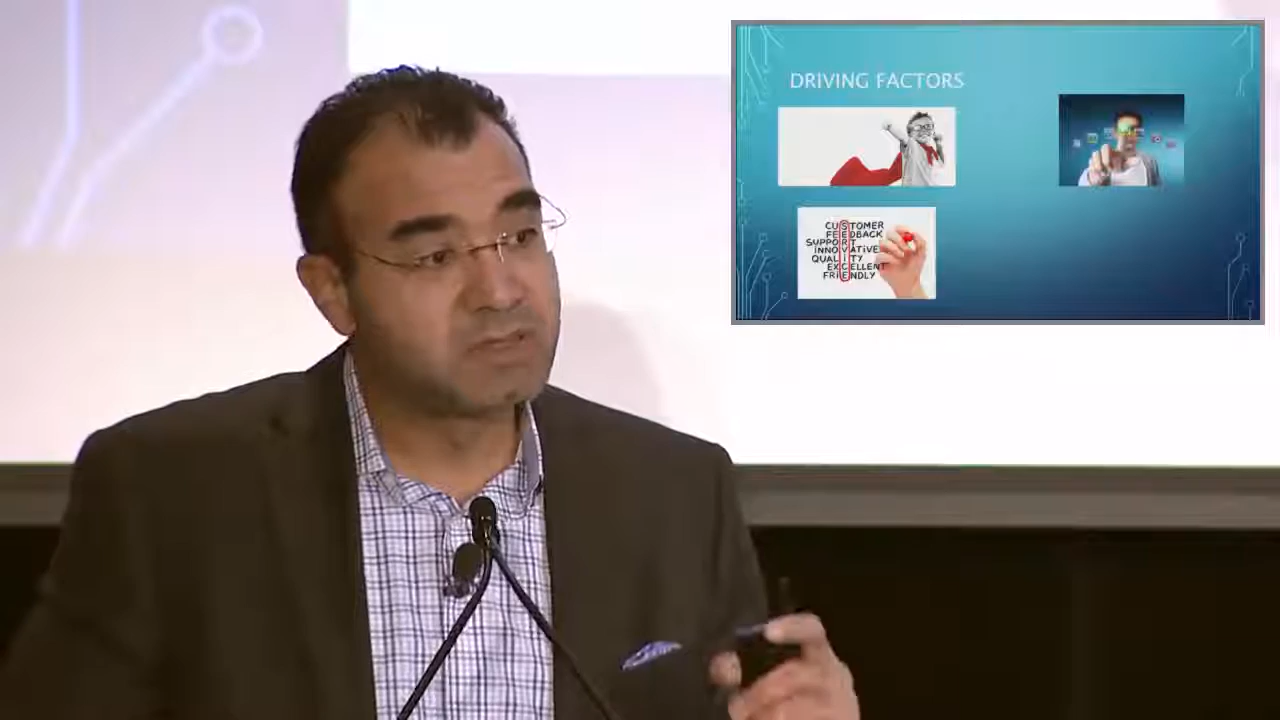 DRIVING FACTORS
CUSTOMER
FEEDBACK
SUPPORT
INNOVATIVE
QUALITY
EXCELLENT
FRIENDLY